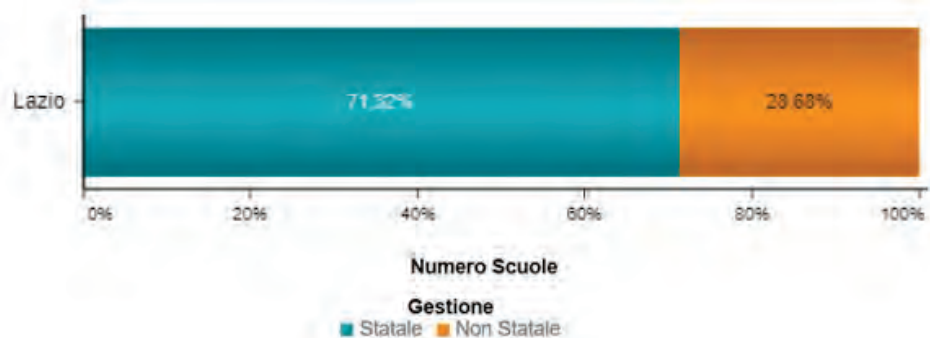 Lazio
71.32%
28.68%
0% 20% 40% 60% 80% 100%
Numero Scuole
Gestione
Statale Non Statale